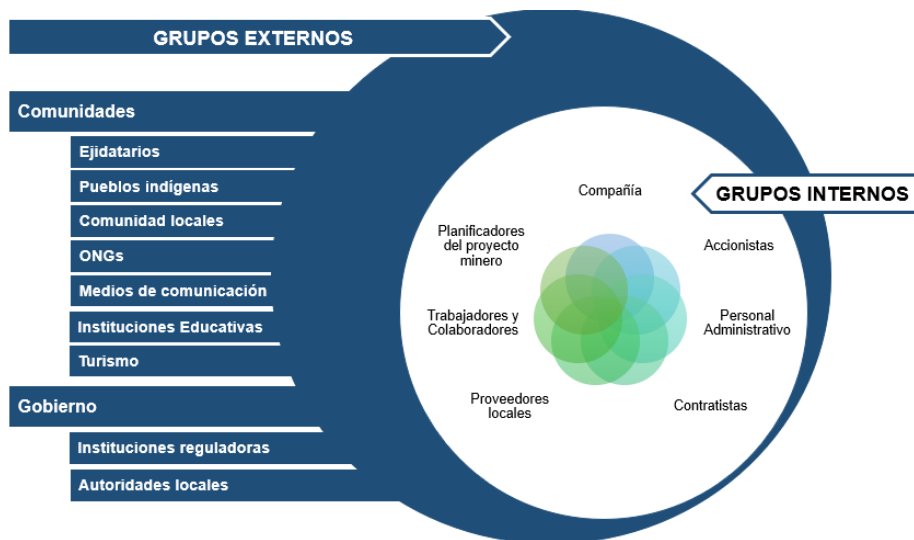 GRUPOS EXTERNOS
Comunidades
Ejidatarios
Pueblos indígenas
Comunidad locales
ONGs
Medios de comunicación
Instituciones Educativas
Turismo
Gobierno
Instituciones reguladoras
Autoridades locales
GRUPOS INTERNOS
Compañía
Accionistas
Personal
Administrativo
Contratistas
Proveedores
locales
Trabajadores y
Colaboradores
Planificadores
del proyecto
minero